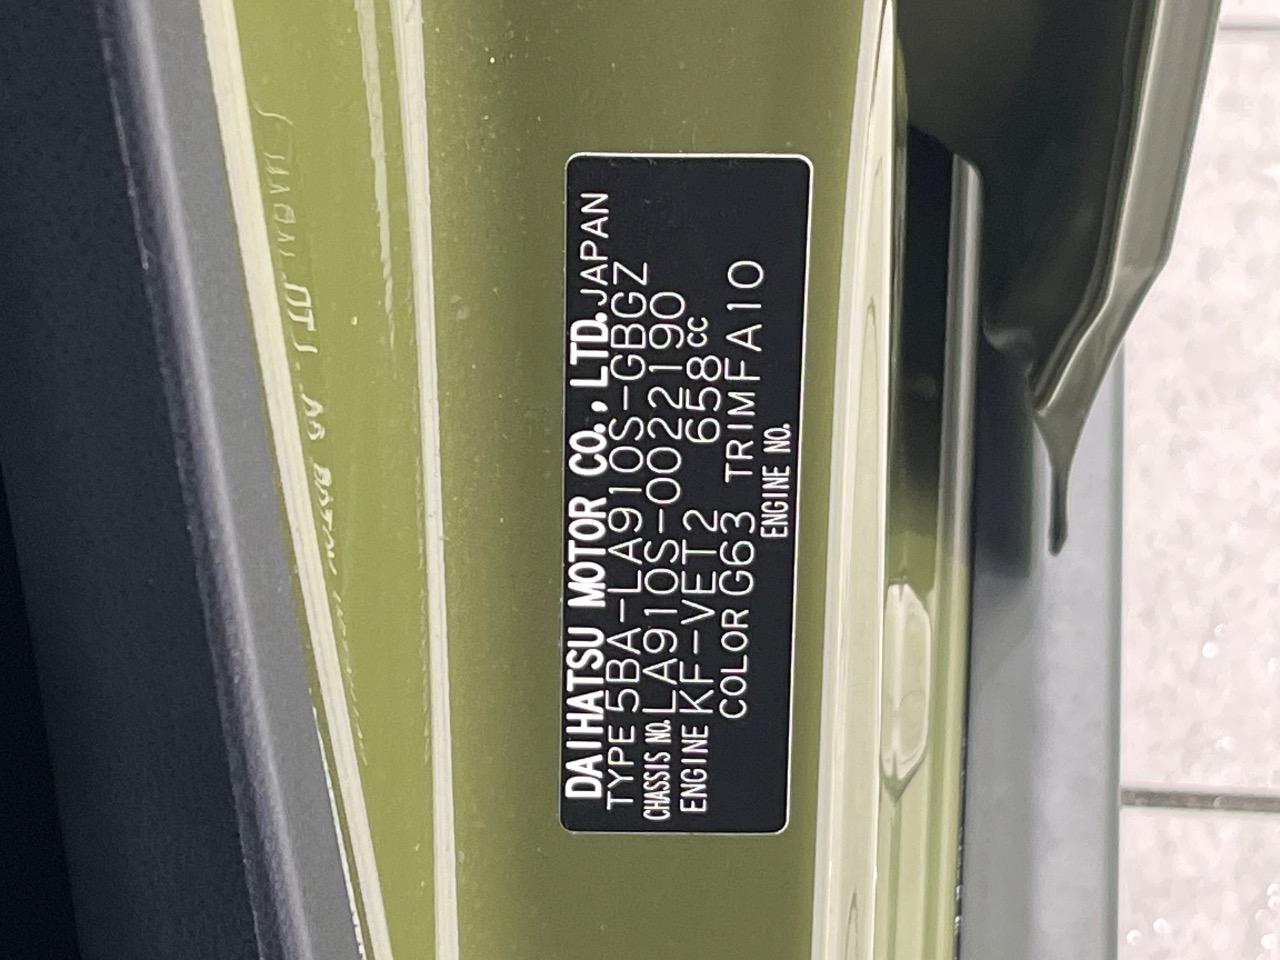 DAIHATSU MOTOR CO., LTD. JAPAN
TYPE 5BA-LA910S-GBGZ
CHASSIS NO. LA910S-0022190
ENGINE KF-VET2 658cc
COLOR G63 TRIM FA10
ENGINE NO.